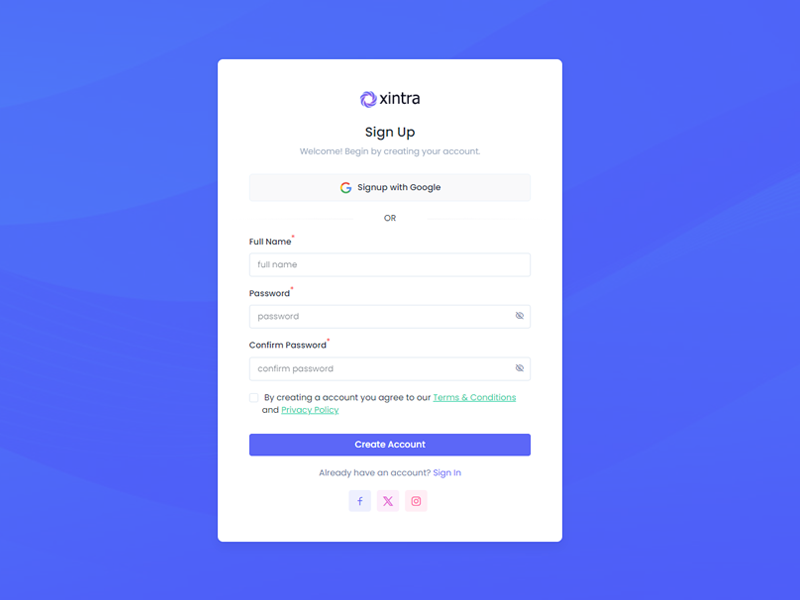 xintra
Sign Up
Welcome! Begin by creating your account.
Signup with Google
OR
Full Name*
full name
Password*
password
Confirm Password*
confirm password
By creating a account you agree to our Terms & Conditions
and Privacy Policy
Create Account
Already have an account? Sign In